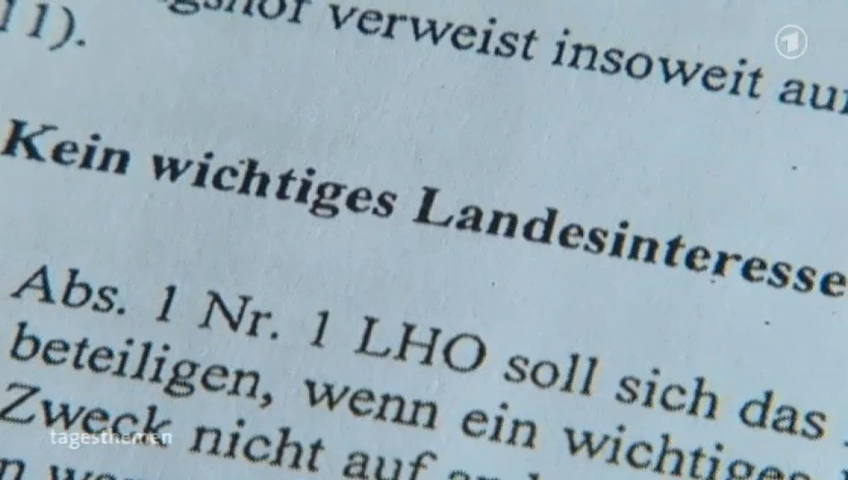 verweist insoweit
11).
Kein wichtiges Landesinteresse
Abs. 1 Nr. 1 LHO soll sich das
beteiligen, wenn ein wichtiges
Zweck nicht auf
tagesthemen
1